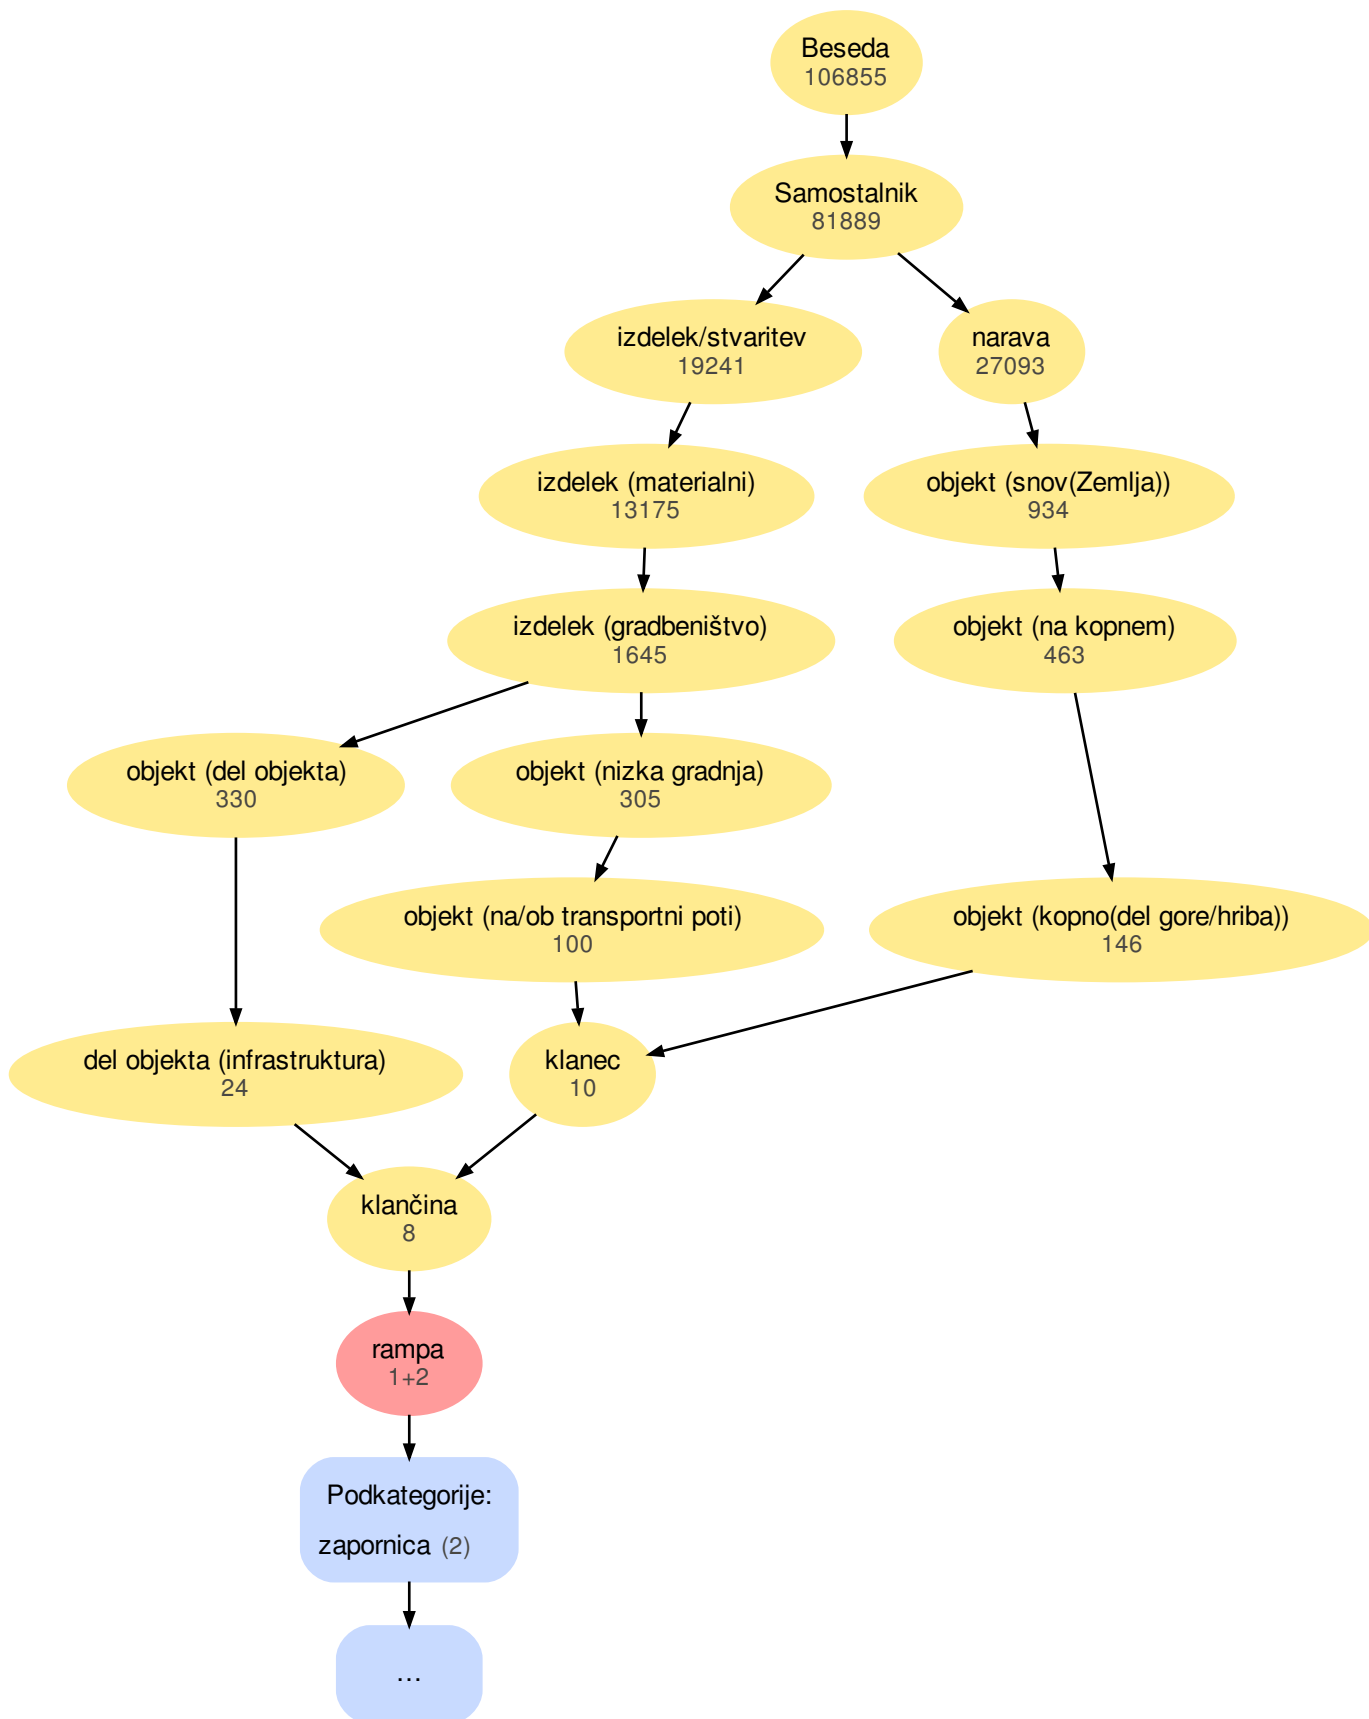 Beseda
106855
Samostalnik
81889
izdelek/stvaritev
19241
narava
27093
izdelek (materialni)
13175
objekt (snov(Zemlja))
934
izdelek (gradbeništvo)
1645
objekt (na kopnem)
463
objekt (del objekta)
330
objekt (nizka gradnja)
305
objekt (na/ob transportni poti)
100
objekt (kopno(del gore/hriba))
146
del objekta (infrastruktura)
24
klanec
10
klančina
8
rampa
1+2
Podkategorije:
zapornica (2)
...